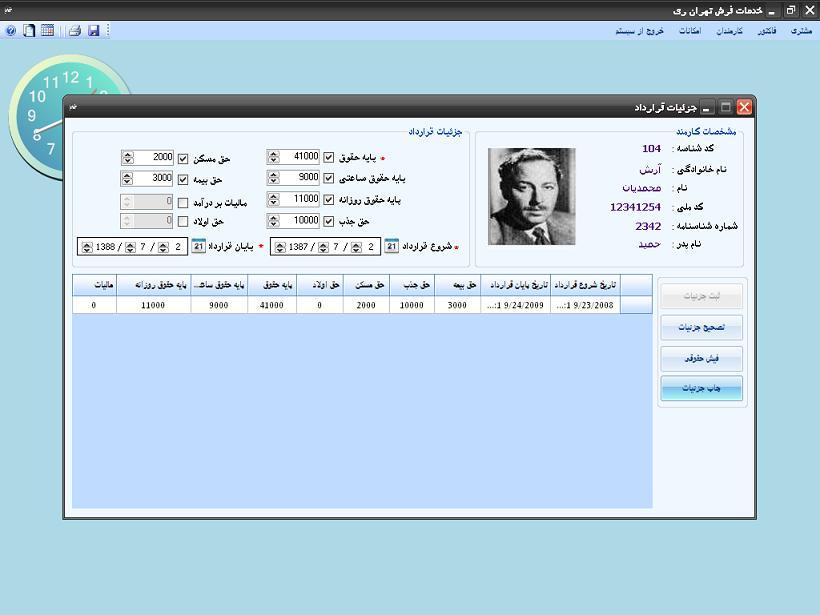 خدمات فرش تهران ری
مشتری فاکتور کارمندان امکانات خروج از سیستم
12
11
1
10
9
8
7
جزئیات قرارداد
مشخصات کارمند
کد شناسه : 104
نام خانوادگی : آرش
نام : محمدیان
کد ملی : 12341254
شماره شناسنامه : 2342
نام پدر : حمید
جزئیات قرارداد
* پایه حقوق 41000 حق مسکن 2000
پایه حقوق ساعتی 9000 حق بیمه 3000
پایه حقوق روزانه 11000 مالیات بر درآمد 0
حق جذب 10000 حق اولاد 0
* شروع قرارداد 21 2 / 7 / 1387 * پایان قرارداد 21 2 / 7 / 1388
تاریخ شروع قرارداد تاریخ پایان قرارداد حق بیمه حق جذب حق مسکن حق اولاد پایه حقوق پایه حقوق ساعـ... پایه حقوق روزانه مالیات
9/23/2008 1:... 9/24/2009 1:... 3000 10000 2000 0 41000 9000 11000 0
ثبت جزییات
تصحیح جزییات
فیش حقوقی
چاپ جزییات